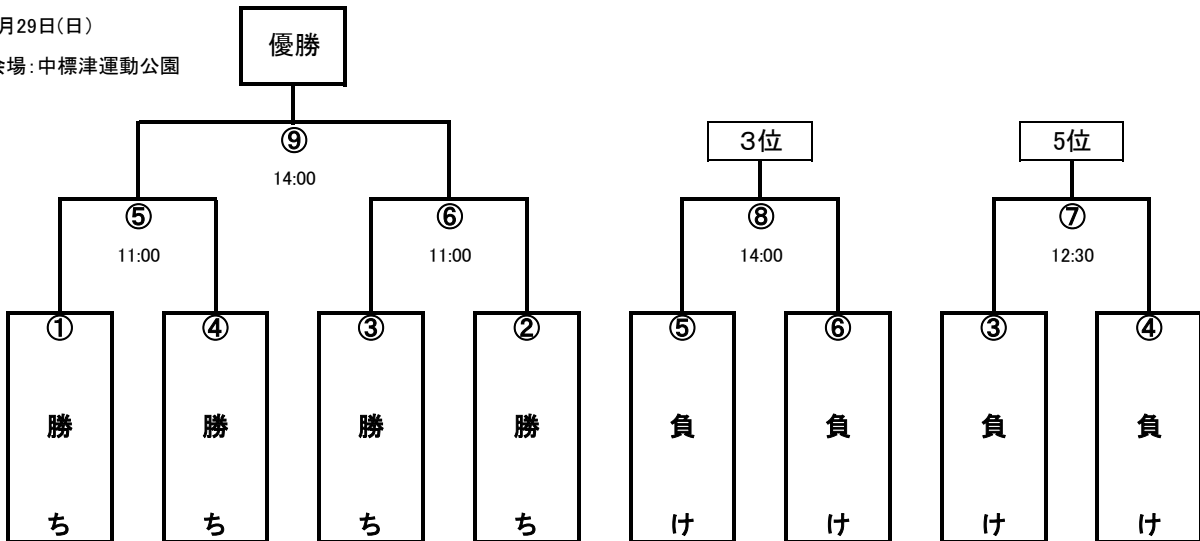 月29日(日)
会場:中標津運動公園
優勝
⑨
14:00
3位
5位
⑤
11:00
⑥
11:00
⑧
14:00
⑦
12:30
①勝ち
④勝ち
③勝ち
②勝ち
⑤負け
⑥負け
③負け
④負け